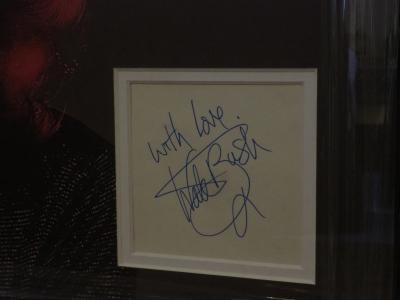 with love.
Kate Bush
X